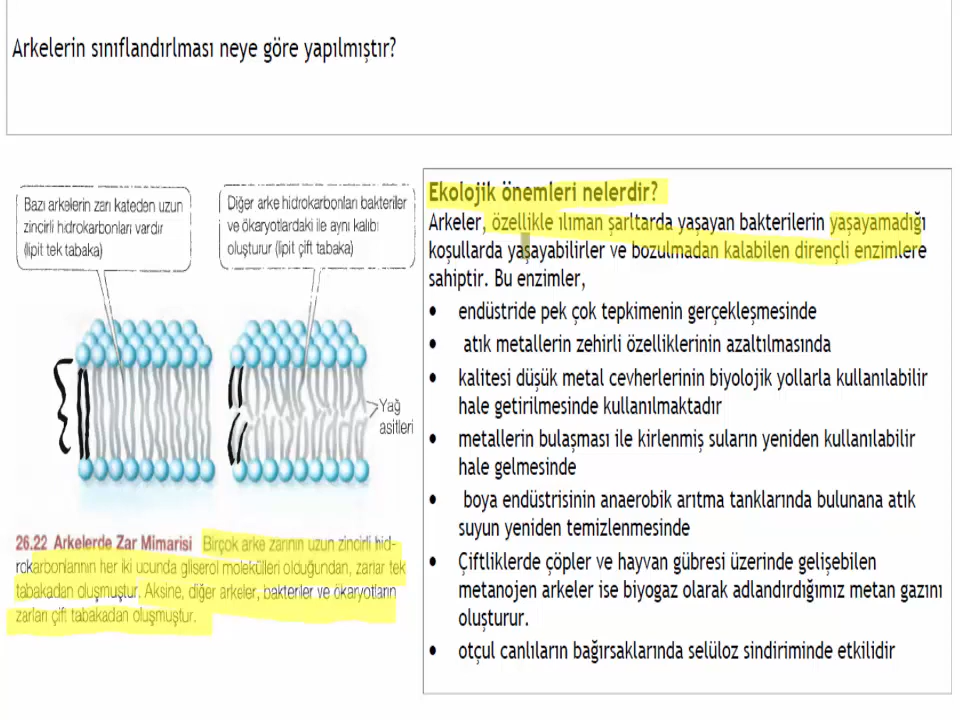 Arkelerin sınıflandırlması neye göre yapılmıştır?
Bazı arkelerin zarı kateden uzun
zincirli hidrokarbonları vardır
(lipit tek tabaka)
Diğer arke hidrokarbonları bakteriler
ve ökaryotlardaki ile aynı kalıbı
oluşturur (lipit çift tabaka)
Yağ
asitleri
26.22 Arkelerde Zar Mimarisi Birçok arke zarının uzun zincirli hid-
rokarbonlarının her iki ucunda gliserol molekülleri olduğundan, zarlar tek
tabakadan oluşmuştur. Aksine, diğer arkeler, bakteriler ve ökaryotların
zarları çift tabakadan oluşmuştur.
Ekolojik önemleri nelerdir?
Arkeler, özellikle ılıman şartarda yaşayan bakterilerin yaşayamadığı
koşullarda yaşayabilirler ve bozulmadan kalabilen dirençli enzimlere
sahiptir. Bu enzimler,
• endüstride pek çok tepkimenin gerçekleşmesinde
• atık metallerin zehirli özelliklerinin azaltılmasında
• kalitesi düşük metal cevherlerinin biyolojik yollarla kullanılabilir
hale getirilmesinde kullanılmaktadır
• metallerin bulaşması ile kirlenmiş suların yeniden kullanılabilir
hale gelmesinde
• boya endüstrisinin anaerobik arıtma tanklarında bulunana atık
suyun yeniden temizlenmesinde
• Çiftliklerde çöpler ve hayvan gübresi üzerinde gelişebilen
metanojen arkeler ise biyogaz olarak adlandırdığımız metan gazını
oluşturur.
• otçul canlıların bağırsaklarında selüloz sindiriminde etkilidir